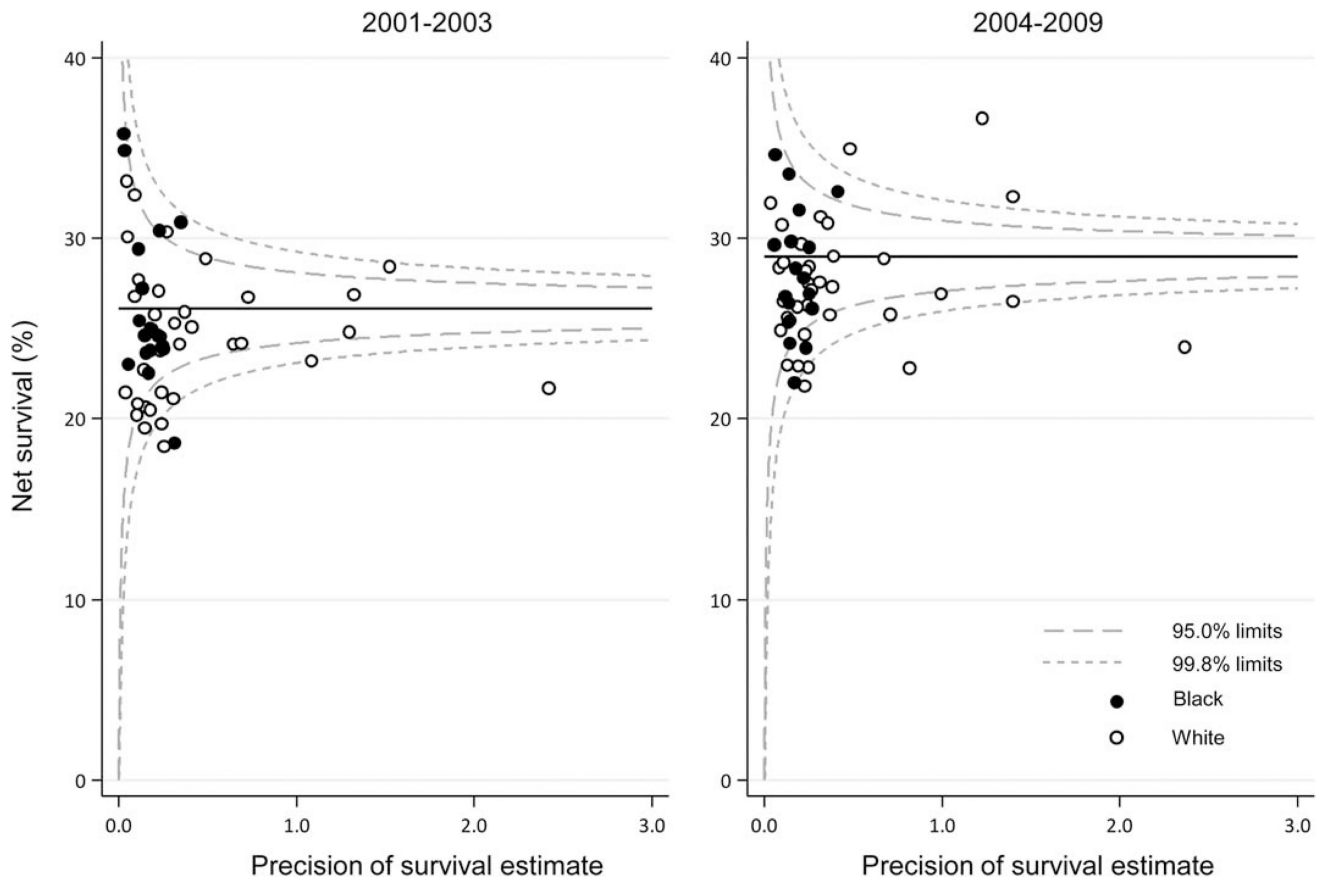 2001-2003
2004-2009
Net survival (%)
40
30
20
10
0
0.0 1.0 2.0 3.0
Precision of survival estimate
40
30
20
10
0
95.0% limits
99.8% limits
Black
White
0.0 1.0 2.0 3.0
Precision of survival estimate